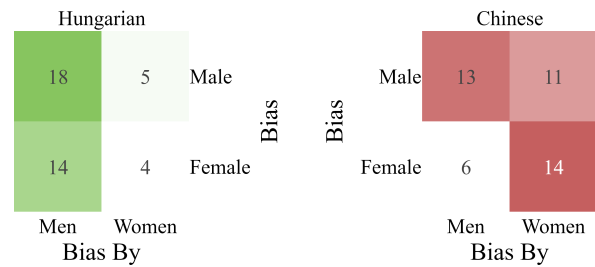 Hungarian
18 5 Male
14 4 Female
Men Women
Bias By
Bias
Chinese
Male 13 11
Female 6 14
Men Women
Bias By
Bias